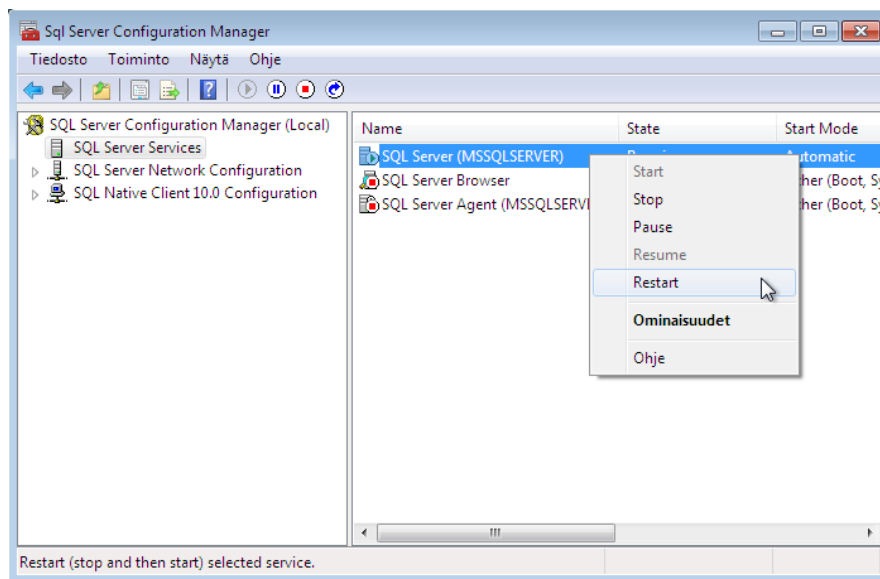 Sql Server Configuration Manager
Tiedosto Toiminto Näytä Ohje
SQL Server Configuration Manager (Local)
SQL Server Services
SQL Server Network Configuration
SQL Native Client 10.0 Configuration
Name State Start Mode
SQL Server (MSSQLSERVER) Automatic
SQL Server Browser (Boot,
SQL Server Agent (Boot,
Start
Stop
Pause
Resume
Restart
Ominaisuudet
Ohje
Restart (stop and then start) selected service.